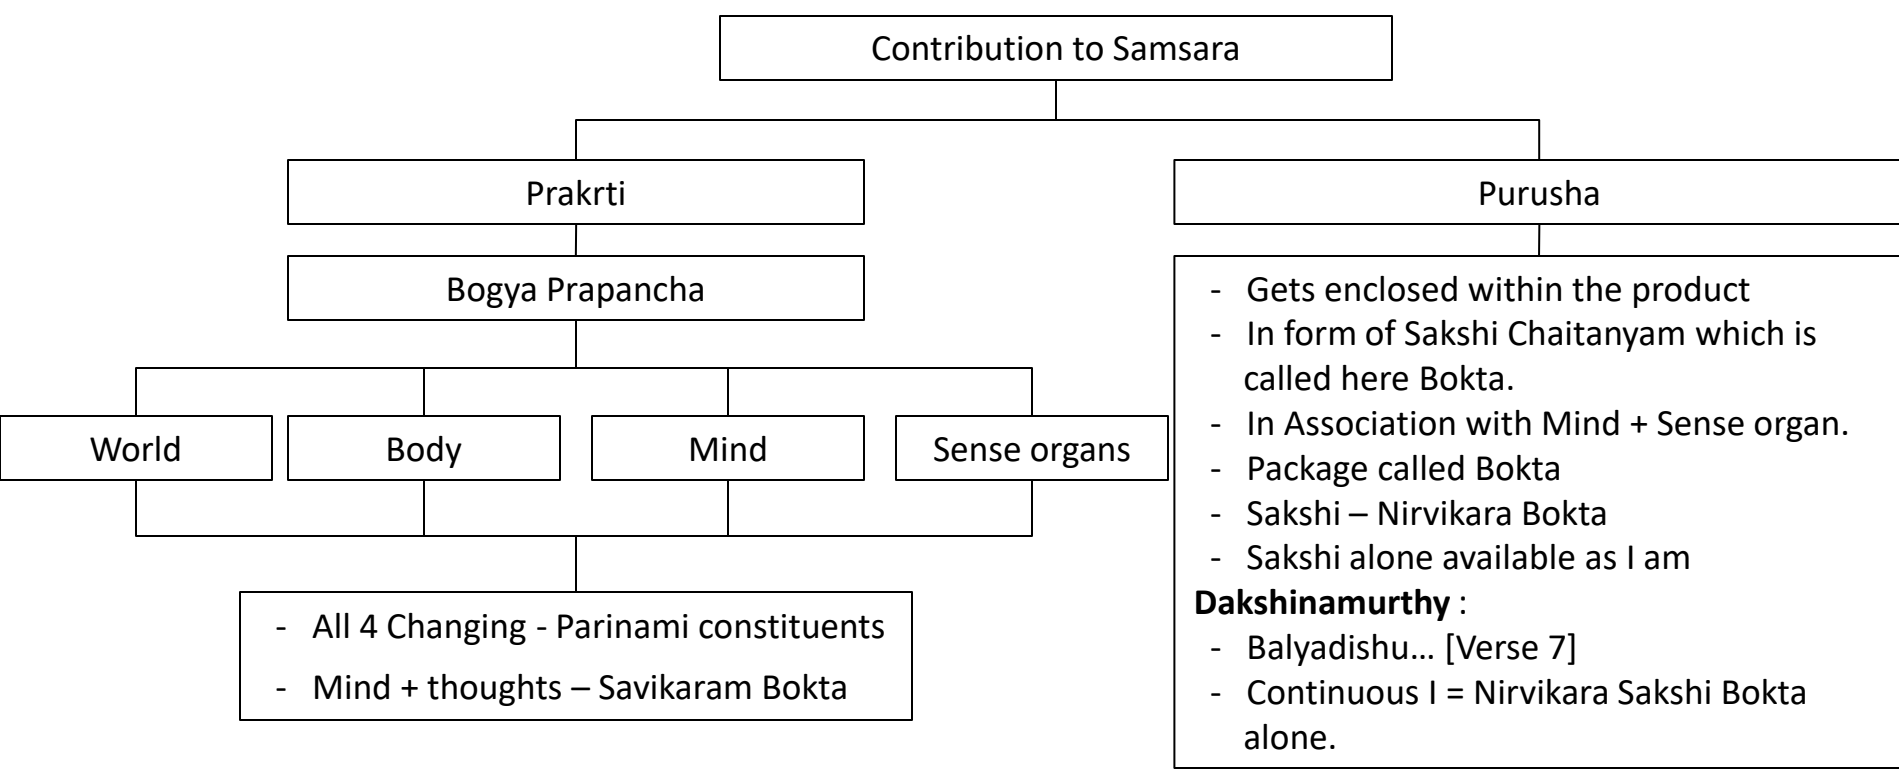 Contribution to Samsara
Prakrti
Purusha
Bogya Prapancha
World
Body
Mind
Sense organs
- All 4 Changing - Parinami constituents
- Mind + thoughts – Savikaram Bokta
- Gets enclosed within the product
- In form of Sakshi Chaitanyam which is
called here Bokta.
- In Association with Mind + Sense organ.
- Package called Bokta
- Sakshi – Nirvikara Bokta
- Sakshi alone available as I am
Dakshinamurthy :
- Balyadishu... [Verse 7]
- Continuous I = Nirvikara Sakshi Bokta
alone.